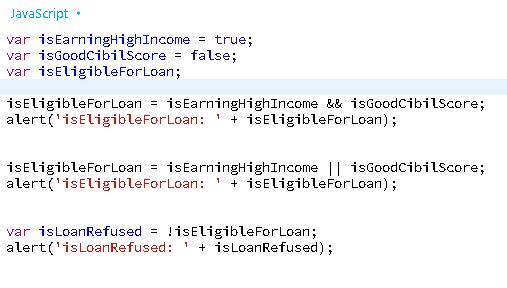 JavaScript
var isEarningHighIncome = true;
var isGoodCibilScore = false;
var isEligibleForLoan;
isEligibleForLoan = isEarningHighIncome && isGoodCibilScore;
alert('isEligibleForLoan: ' + isEligibleForLoan);
isEligibleForLoan = isEarningHighIncome || isGoodCibilScore;
alert('isEligibleForLoan: ' + isEligibleForLoan);
var isLoanRefused = !isEligibleForLoan;
alert('isLoanRefused: ' + isLoanRefused);